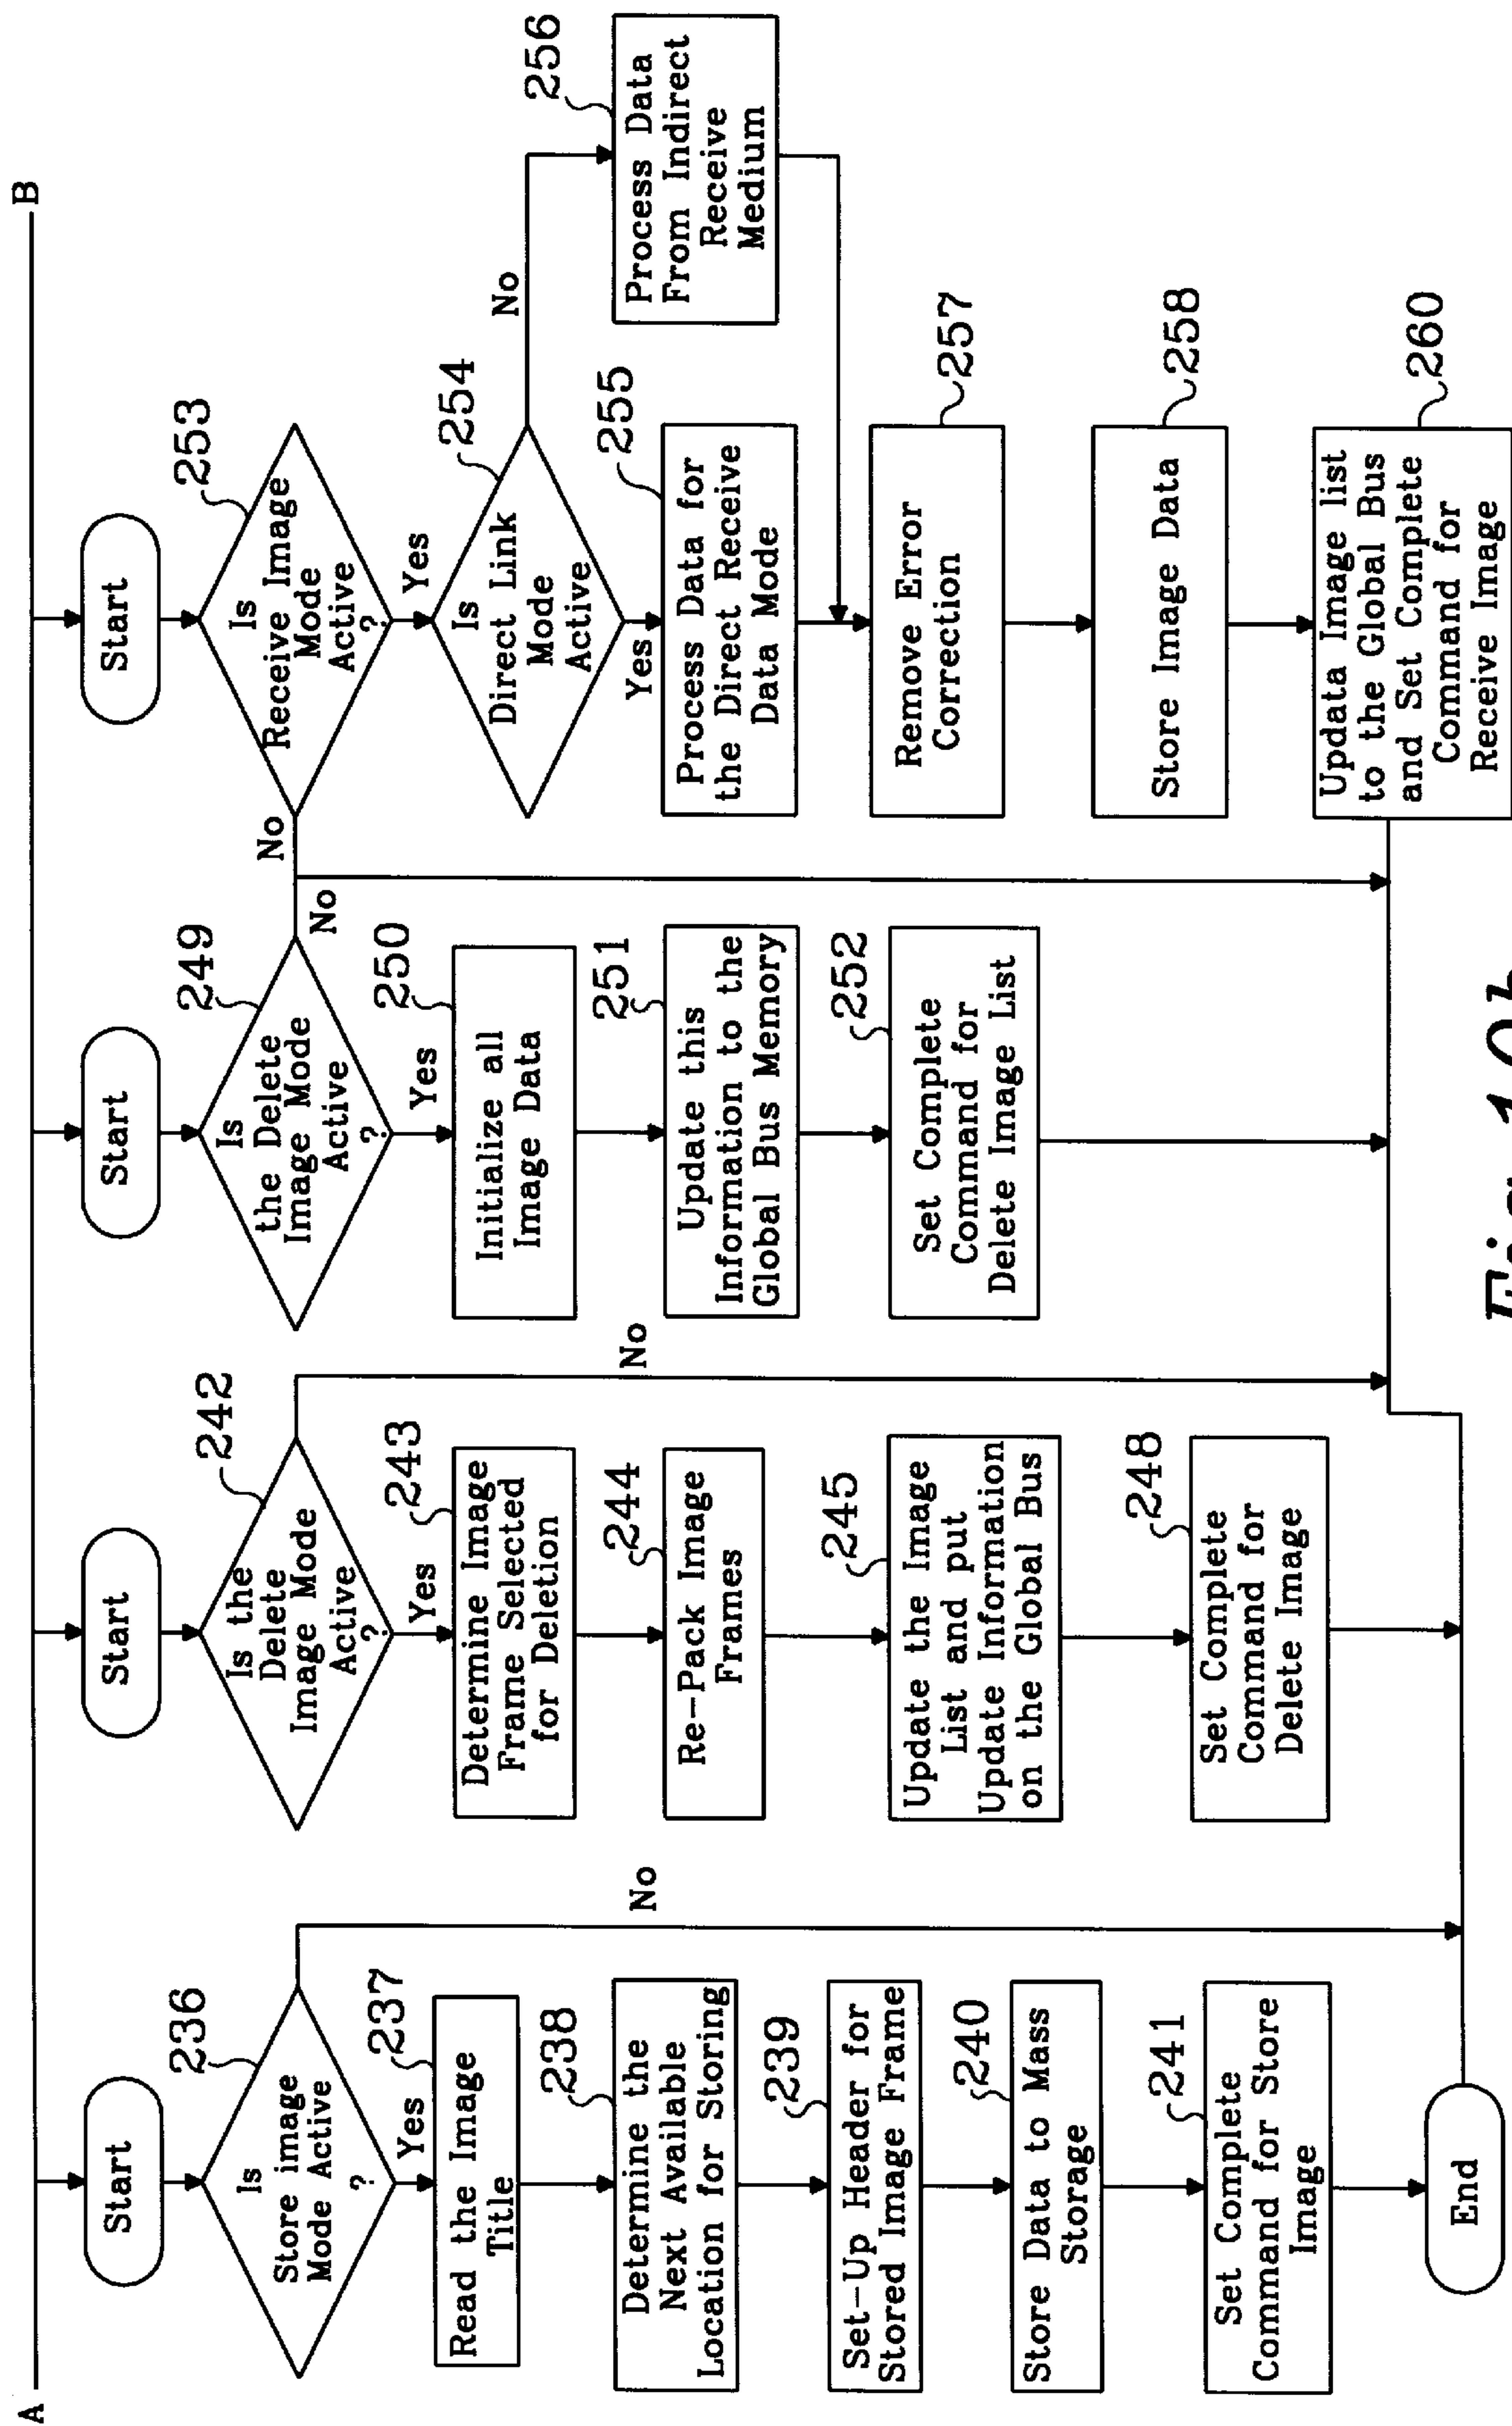 A
B
Start
Is
Store image
Mode Active
?
236
Yes
No
Read the Image
Title
237
Determine the
Next Available
Location for Storing
238
Set-Up Header for
Stored Image Frame
239
Store Data to Mass
Storage
240
Set Complete
Command for Store
Image
241
End
Start
Is the
Delete
Image Mode
Active
?
242
Yes
No
Determine Image
Frame Selected
for Deletion
243
Re-Pack Image
Frames
244
Update the Image
List and put
Update Information
on the Global Bus
245
Set Complete
Command for
Delete Image
248
Start
Is
the Delete
Image Mode
Active
?
249
Yes
No
Initialize all
Image Data
250
Update this
Information to the
Global Bus Memory
251
Set Complete
Command for
Delete Image List
252
Start
Is
Receive Image
Mode
Active
?
253
No
Yes
Is
Direct Link
Mode
Active
254
No
Yes
Process Data for
the Direct Receive
Data Mode
255
Process Data
From Indirect
Receive
Medium
256
Remove Error
Correction
257
Store Image Data
258
Updata Image list
to the Global Bus
and Set Complete
Command for
Receive Image
260
Fig. 10b